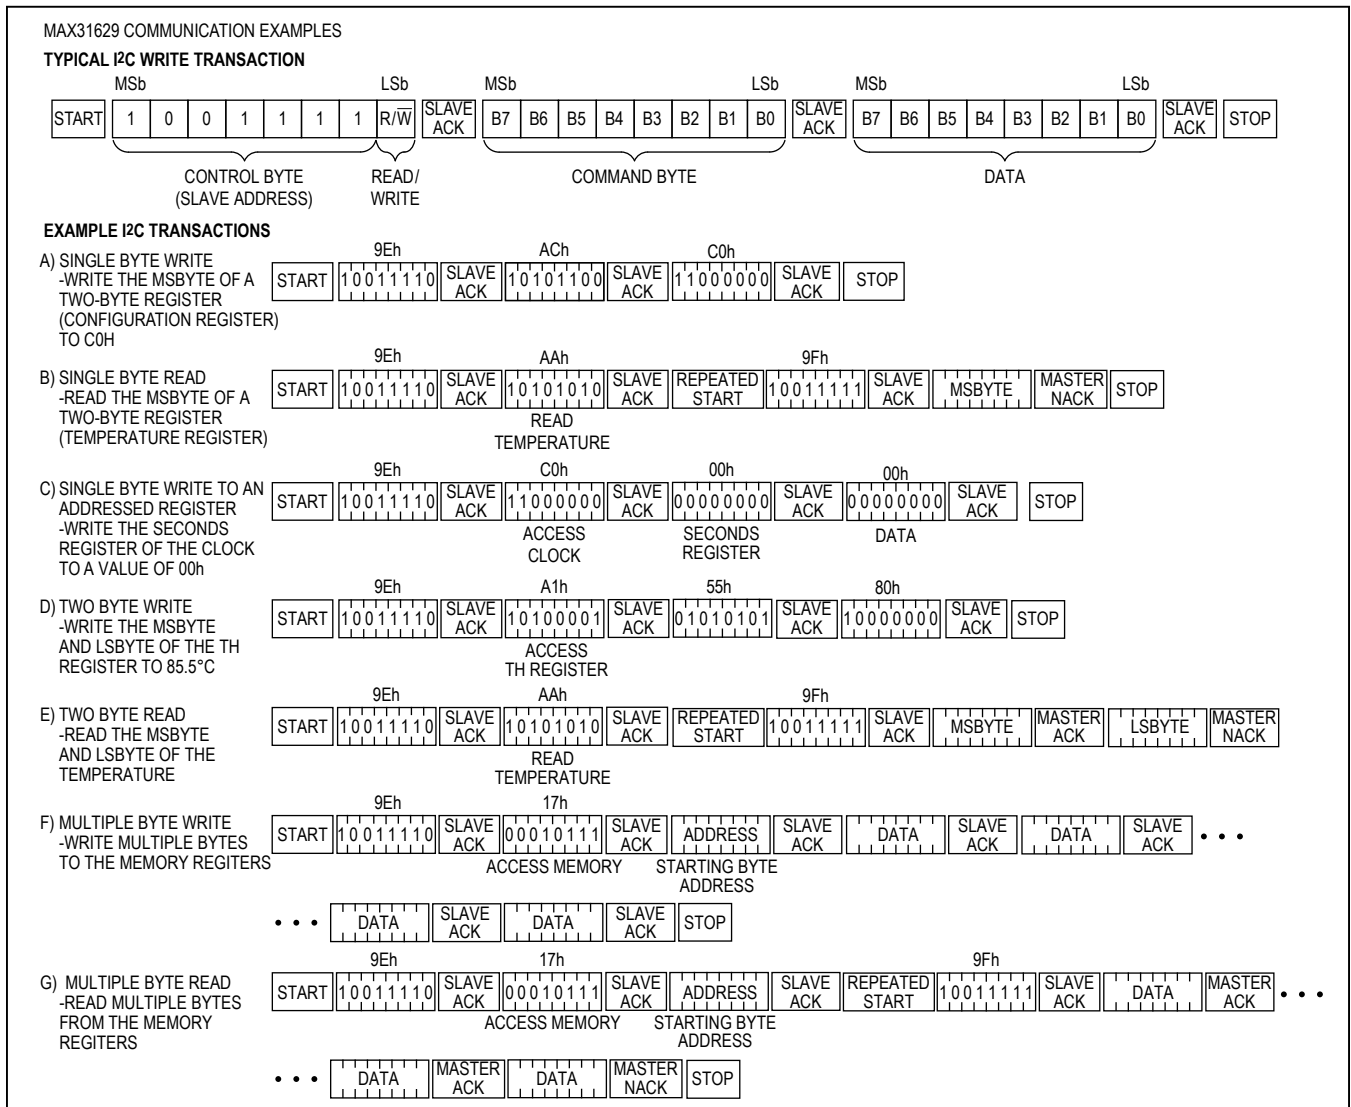 MAX31629 COMMUNICATION EXAMPLES
TYPICAL I2C WRITE TRANSACTION
MSb LSb MSb LSb MSb LSb
START 1 0 0 1 1 1 1 R/W SLAVE ACK B7 B6 B5 B4 B3 B2 B1 B0 SLAVE ACK B7 B6 B5 B4 B3 B2 B1 B0 SLAVE ACK STOP
CONTROL BYTE (SLAVE ADDRESS) READ/ WRITE COMMAND BYTE DATA
EXAMPLE I2C TRANSACTIONS
9Eh ACh C0h
A) SINGLE BYTE WRITE
-WRITE THE MSBYTE OF A
TWO-BYTE REGISTER
(CONFIGURATION REGISTER)
TO C0H
START 10011110 SLAVE ACK 10101100 SLAVE ACK 11000000 SLAVE ACK STOP
9Eh AAh 9Fh
B) SINGLE BYTE READ
-READ THE MSBYTE OF A
TWO-BYTE REGISTER
(TEMPERATURE REGISTER)
START 10011110 SLAVE ACK 10101010 SLAVE ACK REPEATED START 10011111 SLAVE ACK MSBYTE MASTER NACK STOP
READ
TEMPERATURE
9Eh C0h 00h 00h
C) SINGLE BYTE WRITE TO AN
ADDRESSED REGISTER
-WRITE THE SECONDS
REGISTER OF THE CLOCK
TO A VALUE OF 00h
START 10011110 SLAVE ACK 11000000 SLAVE ACK 00000000 SLAVE ACK 00000000 SLAVE ACK STOP
ACCESS CLOCK SECONDS REGISTER DATA
9Eh A1h 55h 80h
D) TWO BYTE WRITE
-WRITE THE MSBYTE
AND LSBYTE OF THE TH
REGISTER TO 85.5°C
START 10011110 SLAVE ACK 10100001 SLAVE ACK 01010101 SLAVE ACK 10000000 SLAVE ACK STOP
ACCESS
TH REGISTER
9Eh AAh 9Fh
E) TWO BYTE READ
-READ THE MSBYTE
AND LSBYTE OF THE
TEMPERATURE
START 10011110 SLAVE ACK 10101010 SLAVE ACK REPEATED START 10011111 SLAVE ACK MSBYTE MASTER ACK LSBYTE MASTER NACK
READ
TEMPERATURE
9Eh 17h
F) MULTIPLE BYTE WRITE
-WRITE MULTIPLE BYTES
TO THE MEMORY REGITERS
START 10011110 SLAVE ACK 00010111 SLAVE ACK ADDRESS SLAVE ACK DATA SLAVE ACK DATA SLAVE ACK • • •
ACCESS MEMORY STARTING BYTE ADDRESS
• • • DATA SLAVE ACK DATA SLAVE ACK STOP
9Eh 17h 9Fh
G) MULTIPLE BYTE READ
-READ MULTIPLE BYTES
FROM THE MEMORY
REGITERS
START 10011110 SLAVE ACK 00010111 SLAVE ACK ADDRESS SLAVE ACK REPEATED START 10011111 SLAVE ACK DATA MASTER ACK • • •
ACCESS MEMORY STARTING BYTE ADDRESS
• • • DATA MASTER ACK DATA MASTER NACK STOP